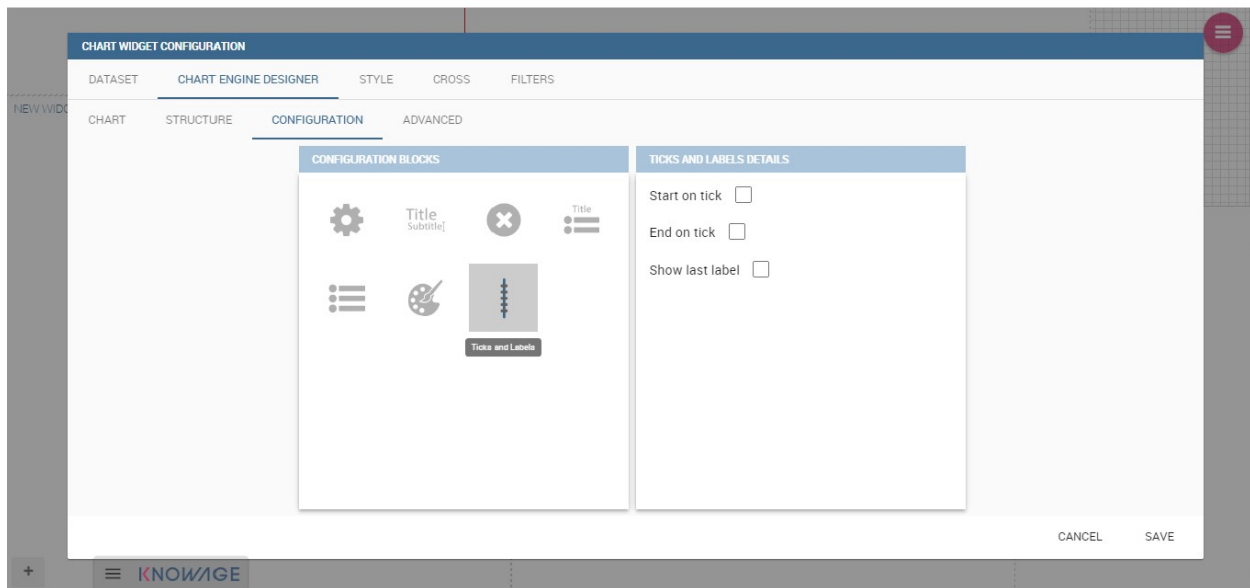 CHART WIDGET CONFIGURATION
DATASET CHART ENGINE DESIGNER STYLE CROSS FILTERS
NEW WIDG
CHART STRUCTURE CONFIGURATION ADVANCED
CONFIGURATION BLOCKS
TICKS AND LABELS DETAILS
Title
Subtitle
Title
Ticks and Labels
Start on tick
End on tick
Show last label
CANCEL SAVE
+ KNOWAGE